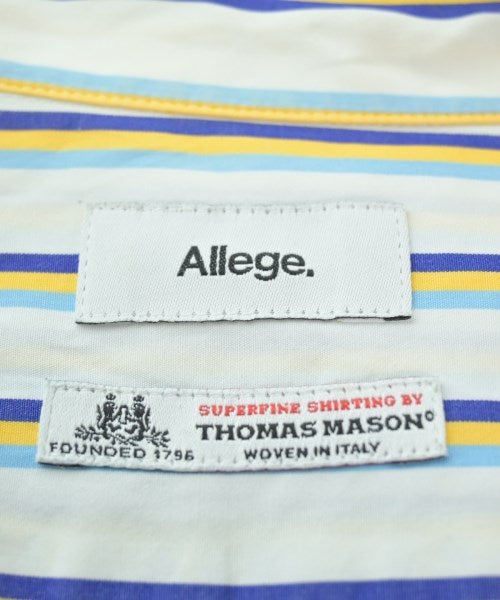 Allege.
SUPERFINE SHIRTING BY
THOMAS MASON®
FOUNDED 1796 WOVEN IN ITALY